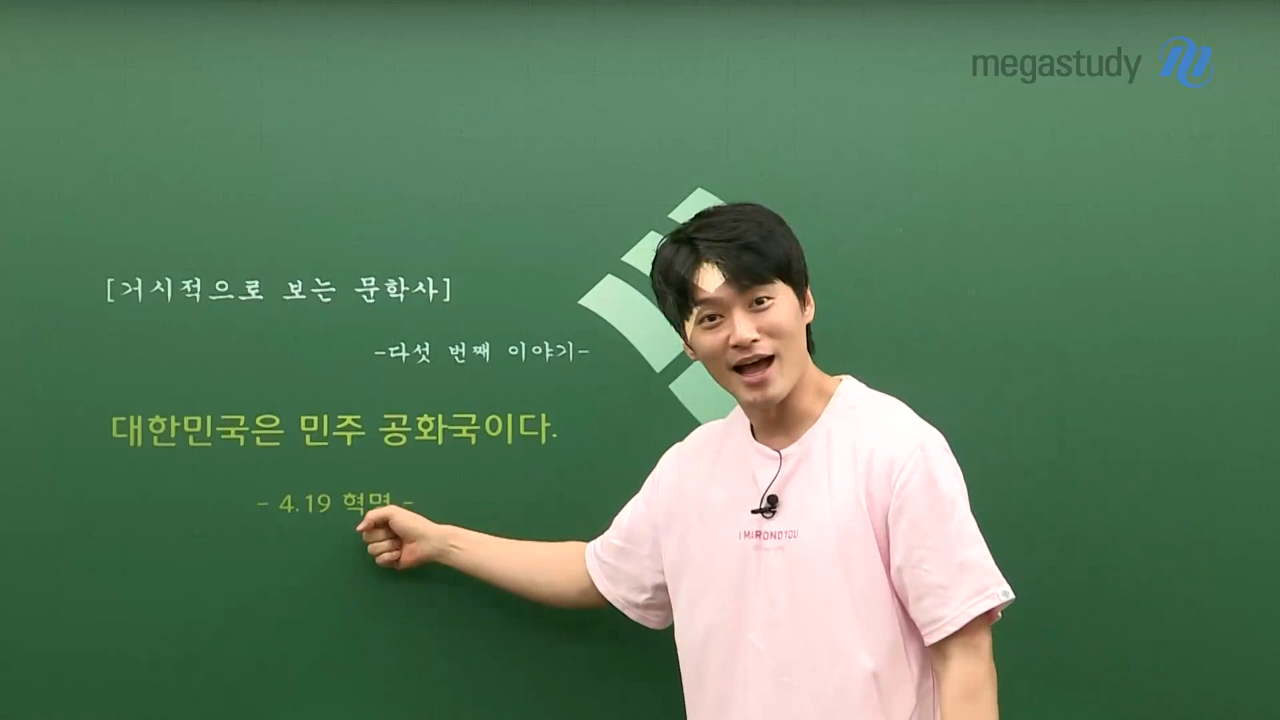 megastudy
[거시적으로 보는 문학사]
-다섯 번째 이야기-
대한민국은 민주 공화국이다.
- 4.19 혁명 -
I MARONDYOU